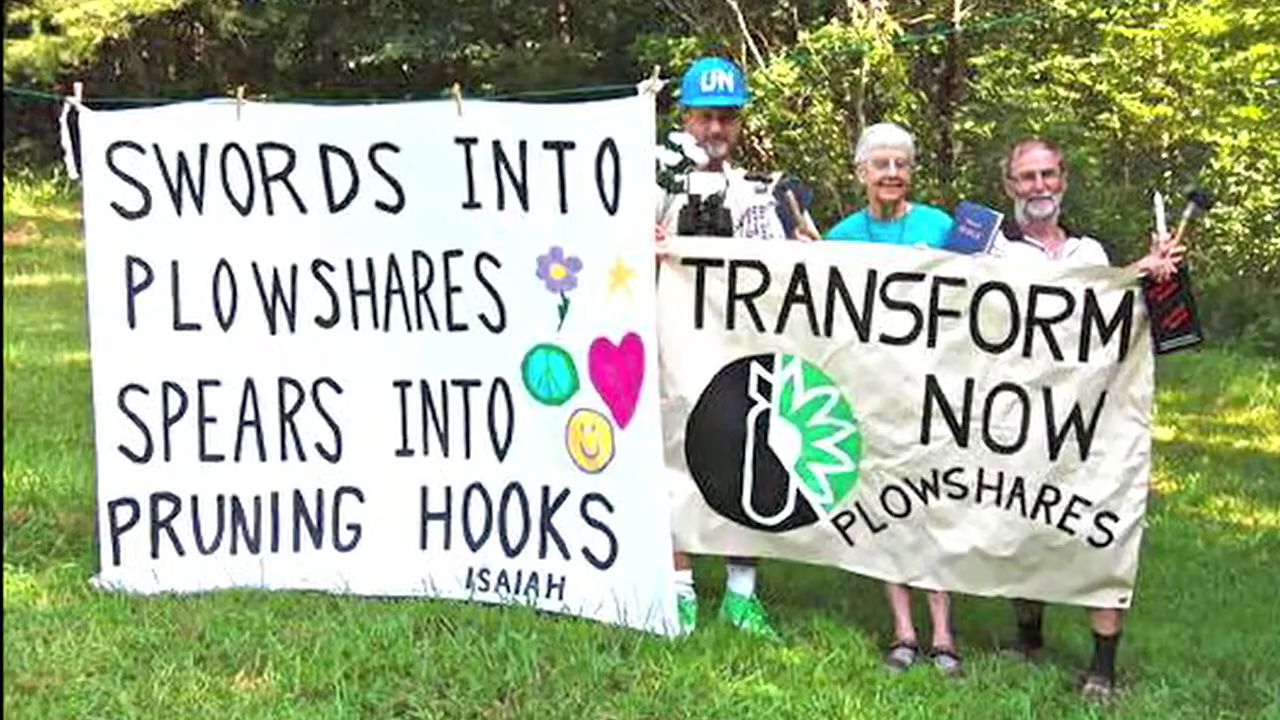 SWORDS INTO
PLOWSHARES
SPEARS INTO
PRUNING HOOKS
ISAIAH
UN
TRANSFORM
NOW
PLOWSHARES